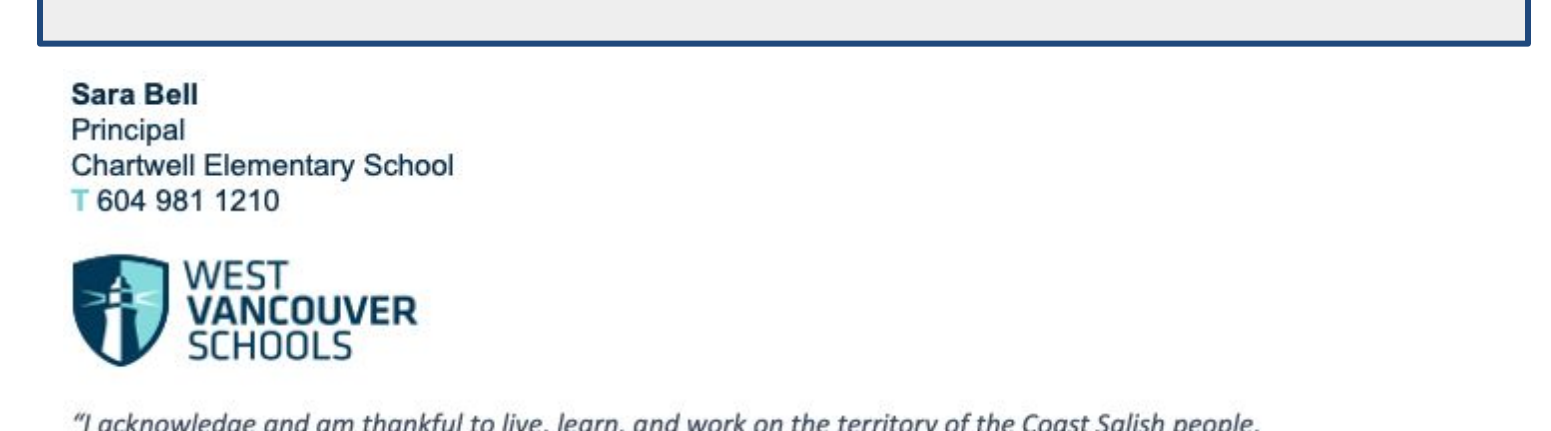 Sara Bell
Principal
Chartwell Elementary School
T 604 981 1210
WEST
VANCOUVER
SCHOOLS
"I acknowledge and am thankful to live, learn, and work on the territory of the Coast Salish people.